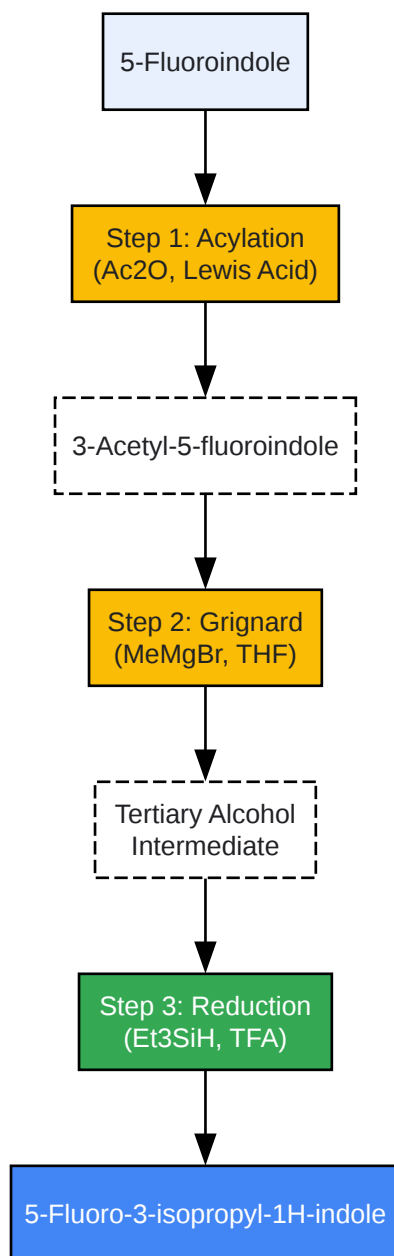 5-Fluoroindole
Step 1: Acylation
(Ac2O, Lewis Acid)
3-Acetyl-5-fluoroindole
Step 2: Grignard
(MeMgBr, THF)
Tertiary Alcohol
Intermediate
Step 3: Reduction
(Et3SiH, TFA)
5-Fluoro-3-isopropyl-1H-indole